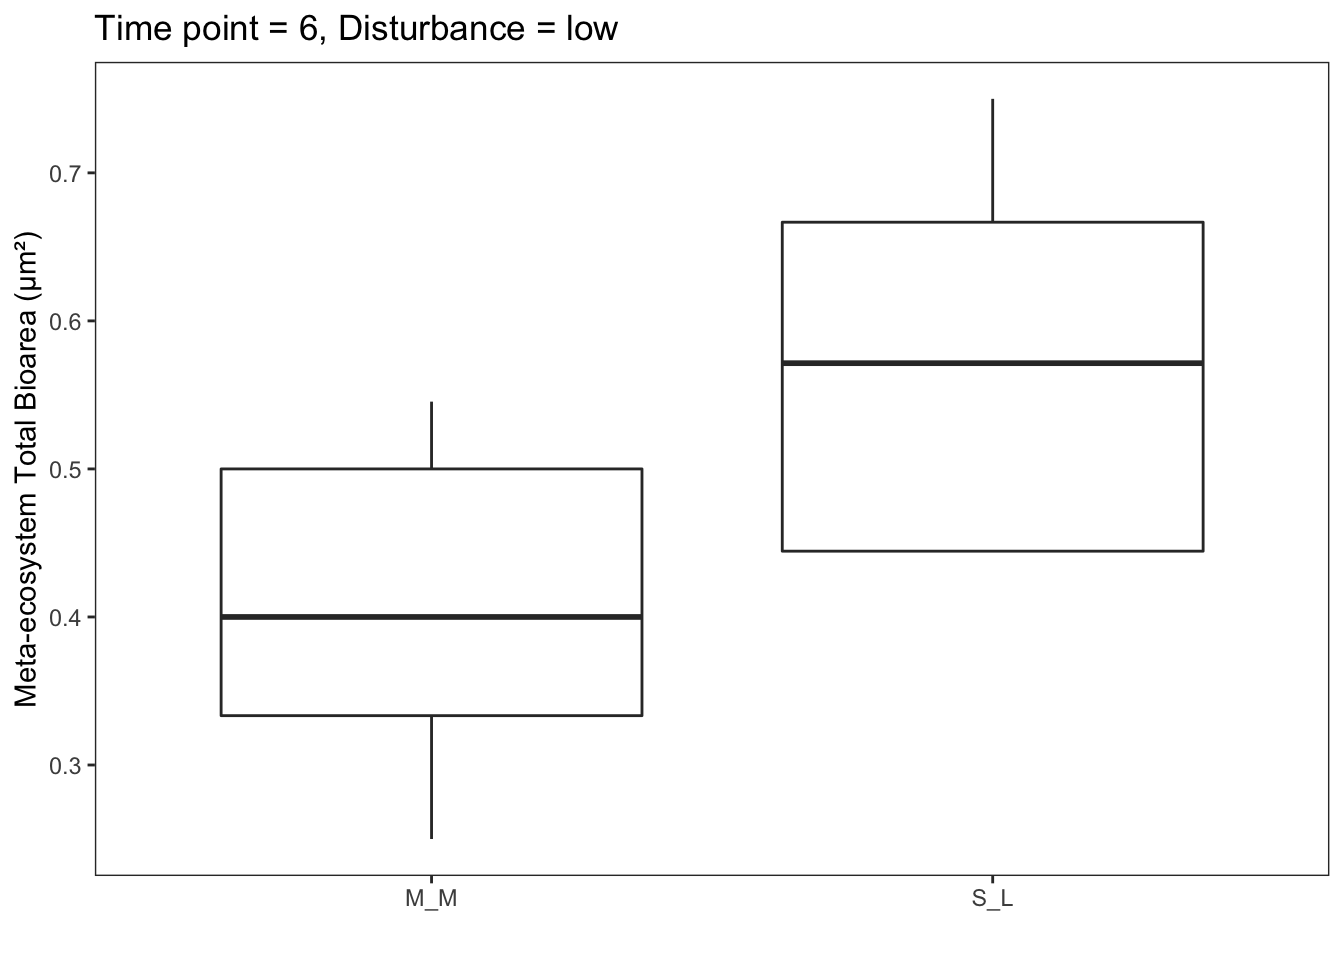 Time point = 6, Disturbance = low
Meta-ecosystem Total Bioarea (μm²)
0.7
0.6
0.5
0.4
0.3
M_M
S_L